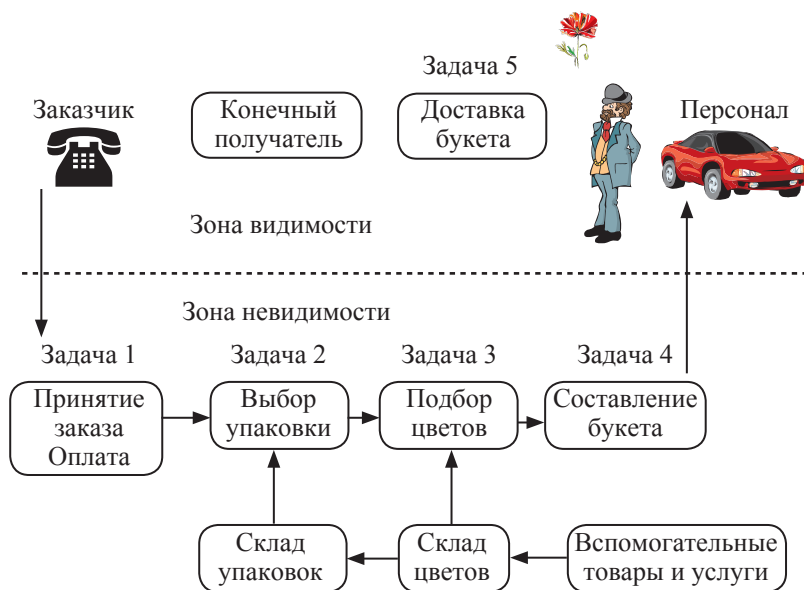 Задача 5
Заказчик
Конечный
получатель
Доставка
букета
Персонал
Зона видимости
Зона невидимости
Задача 1
Задача 2
Задача 3
Задача 4
Принятие
заказа
Оплата
Выбор
упаковки
Подбор
цветов
Составление
букета
Склад
упаковок
Склад
цветов
Вспомогательные
товары и услуги